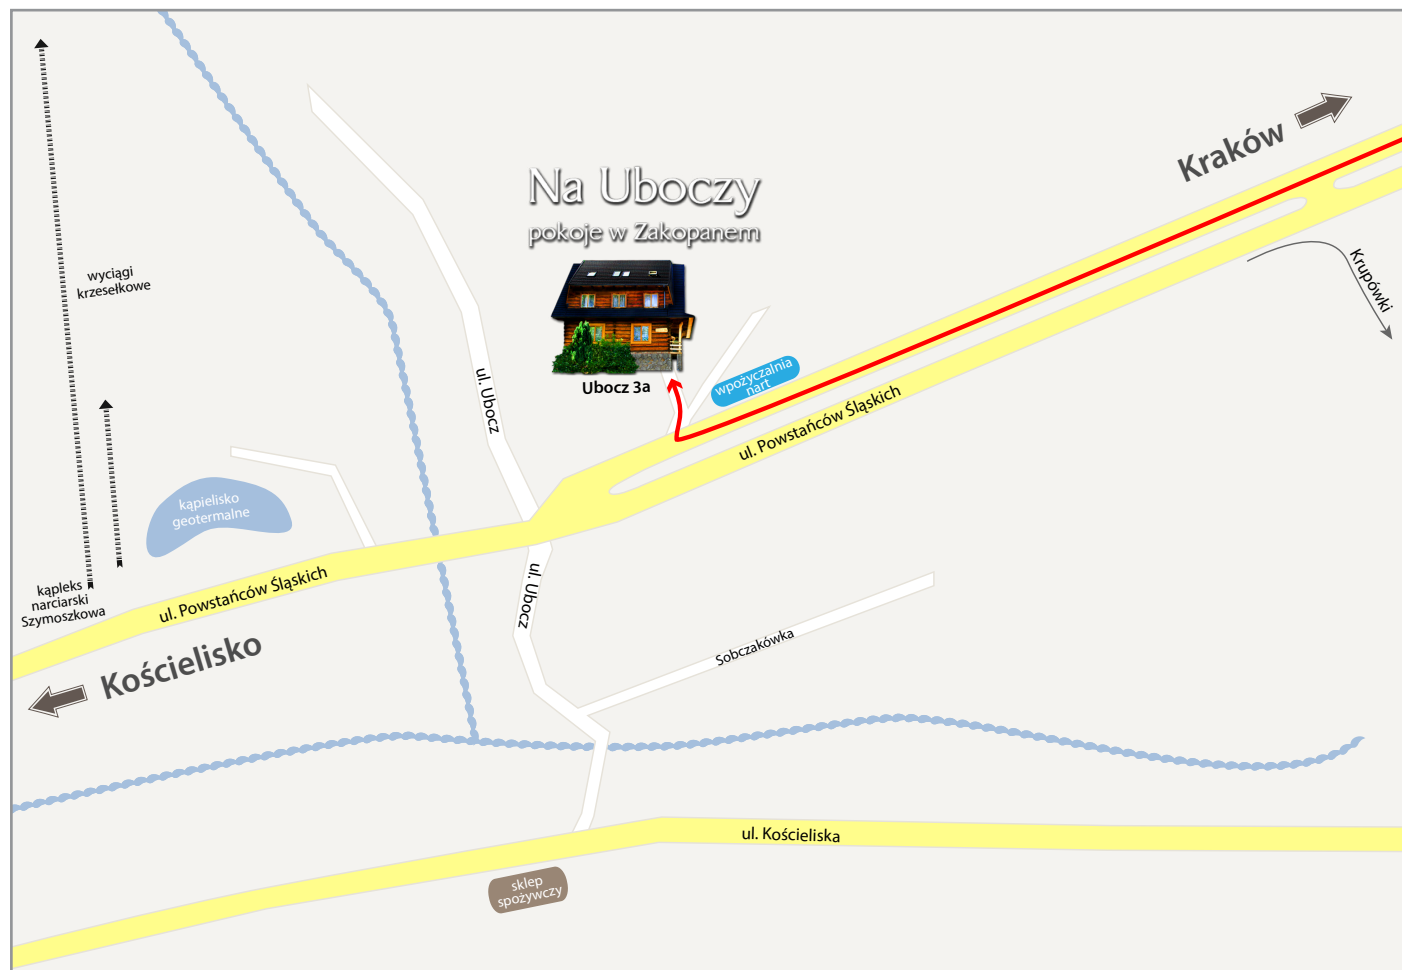 Kraków
Na Uboczy
pokoje w Zakopanem
Krupówki
wyciągi
krzesełkowe
wpożyczalnia
nart
Ubocz 3a
ul. Ubocz
ul. Powstańców Śląskich
kąpielisko
geotermalne
kąpleks
narciarski
Szymoszkowa
ul. Powstańców Śląskich
ul. Ubocz
Sobczakówka
Kościelisko
ul. Kościeliska
sklep
spożywczy